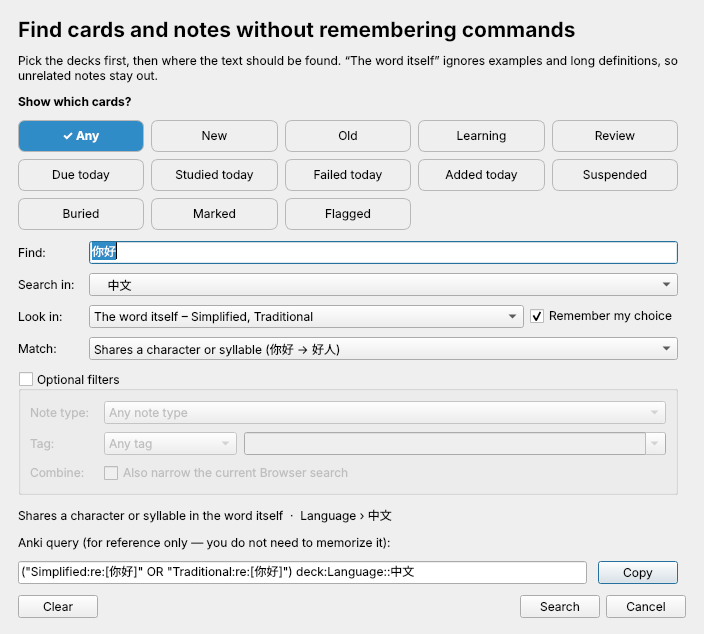 Find cards and notes without remembering commands
Pick the decks first, then where the text should be found. “The word itself” ignores examples and long definitions, so
unrelated notes stay out.
Show which cards?
✓ Any New Old Learning Review
Due today Studied today Failed today Added today Suspended
Buried Marked Flagged
Find: 你好
Search in: 中文
Look in: The word itself – Simplified, Traditional Remember my choice
Match: Shares a character or syllable (你好 → 好人)
Optional filters
Note type: Any note type
Tag: Any tag
Combine: Also narrow the current Browser search
Shares a character or syllable in the word itself · Language › 中文
Anki query (for reference only — you do not need to memorize it):
("Simplified:re:[你好]" OR "Traditional:re:[你好]") deck:Language::中文 Copy
Clear Search Cancel